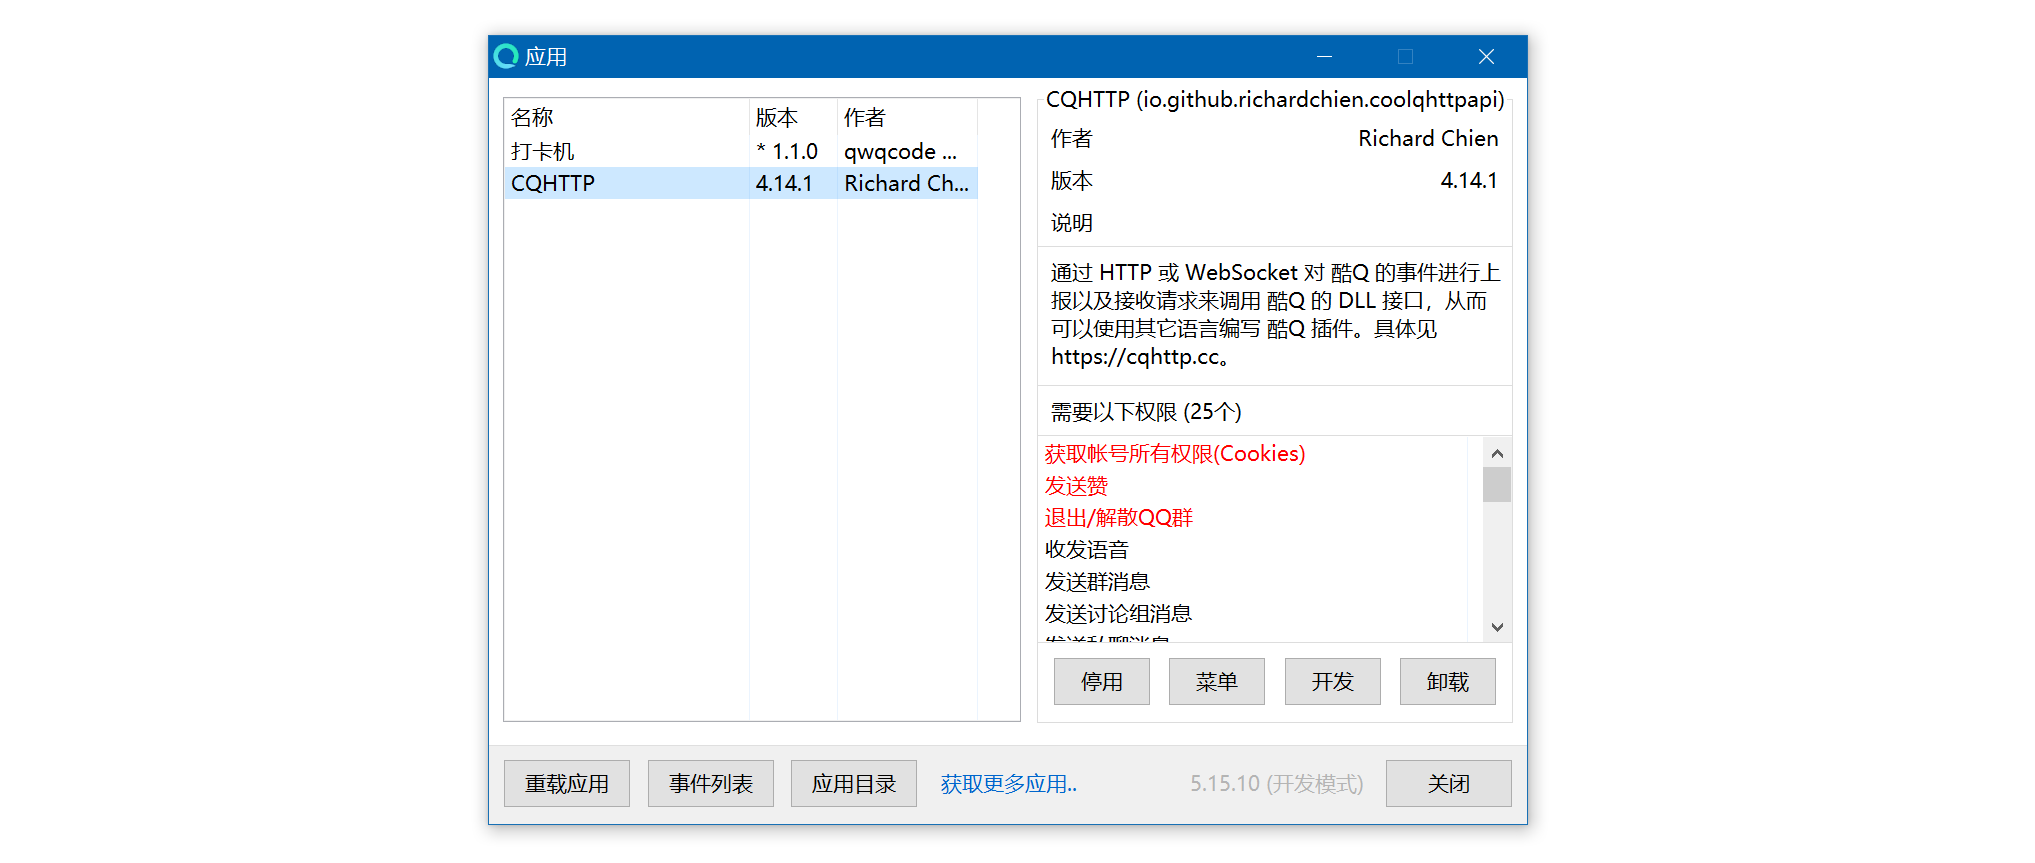 应用
名称 版本 作者
打卡机 * 1.1.0 qwqcode ...
CQHTTP 4.14.1 Richard Ch...
CQHTTP (io.github.richardchien.coolqhttpapi)
作者 Richard Chien
版本 4.14.1
说明
通过 HTTP 或 WebSocket 对 酷Q 的事件进行上
报以及接收请求来调用 酷Q 的 DLL 接口，从而
可以使用其它语言编写 酷Q 插件。具体见
https://cqhttp.cc。
需要以下权限 (25个)
获取帐号所有权限(Cookies)
发送赞
退出/解散QQ群
收发语音
发送群消息
发送讨论组消息
发送私聊消息
停用 菜单 开发 卸载
重载应用 事件列表 应用目录 获取更多应用.. 5.15.10 (开发模式) 关闭